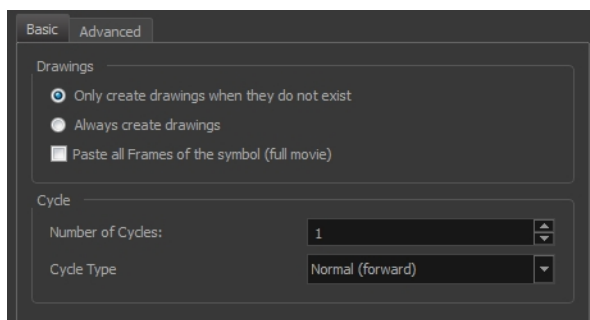 Basic Advanced
Drawings
Only create drawings when they do not exist
Always create drawings
Paste all Frames of the symbol (full movie)
Cycle
Number of Cycles: 1
Cycle Type Normal (forward)